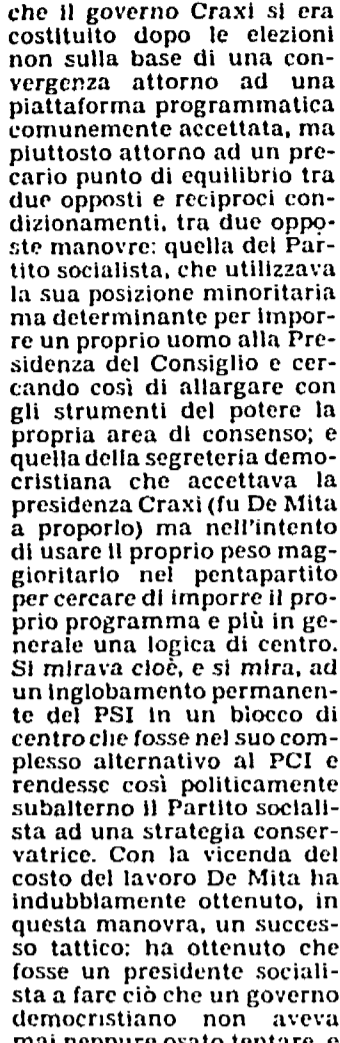 che il governo Craxi si era
costituito dopo le elezioni
non sulla base di una con-
vergenza attorno ad una
piattaforma programmatica
comunemente accettata, ma
piuttosto attorno ad un pre-
cario punto di equilibrio tra
due opposti e reciproci con-
dizionamenti, tra due oppo-
ste manovre: quella del Par-
tito socialista, che utilizzava
la sua posizione minoritaria
ma determinante per impor-
re un proprio uomo alla Pre-
sidenza del Consiglio e cer-
cando così di allargare con
gli strumenti del potere la
propria area di consenso; e
quella della segreteria demo-
cristiana che accettava la
presidenza Craxi (fu De Mita
a proporlo) ma nell'intento
di usare il proprio peso mag-
gioritario nel pentapartito
per cercare di imporre il pro-
prio programma e più in ge-
nerale una logica di centro.
Si mirava cioè, e si mira, ad
un inglobamento permanen-
te del PSI in un blocco di
centro che fosse nel suo com-
plesso alternativo al PCI e
rendesse così politicamente
subalterno il Partito sociali-
sta ad una strategia conser-
vatrice. Con la vicenda del
costo del lavoro De Mita ha
indubbiamente ottenuto, in
questa manovra, un succes-
so tattico: ha ottenuto che
fosse un presidente sociali-
sta a fare ciò che un governo
democristiano non aveva
mai neppure osato tentare, e